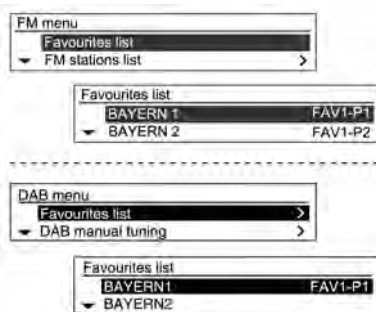 FM menu
Favourites list
FM stations list >
Favourites list
BAYERN 1 FAV1-P1
BAYERN 2 FAV1-P2
DAB menu
Favourites list >
DAB manual tuning >
Favourites list
BAYERN1 FAV1-P1
BAYERN2